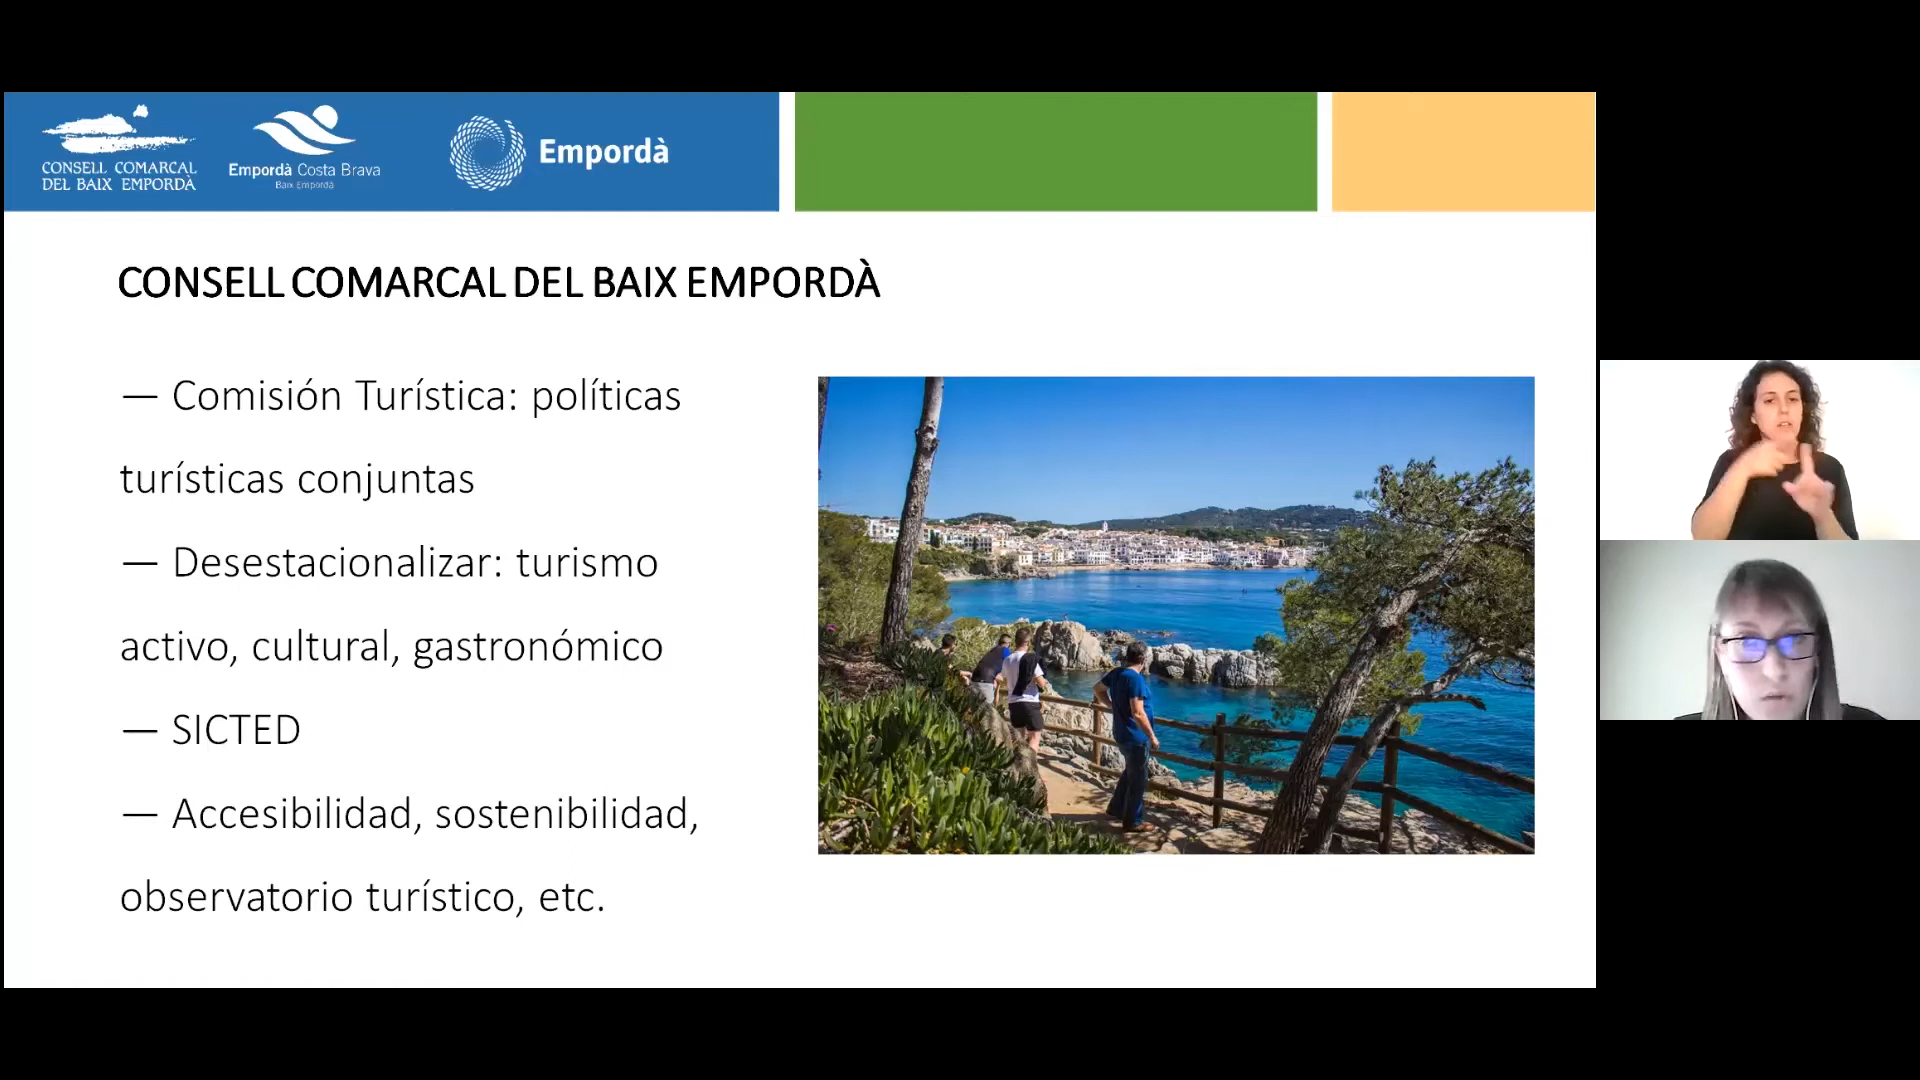 CONSELL COMARCAL
DEL BAIX EMPORDÀ
Empordà Costa Brava
Baix Empordà
Empordà
CONSELL COMARCAL DEL BAIX EMPORDÀ
— Comisión Turística: políticas
turísticas conjuntas
— Desestacionalizar: turismo
activo, cultural, gastronómico
— SICTED
— Accesibilidad, sostenibilidad,
observatorio turístico, etc.